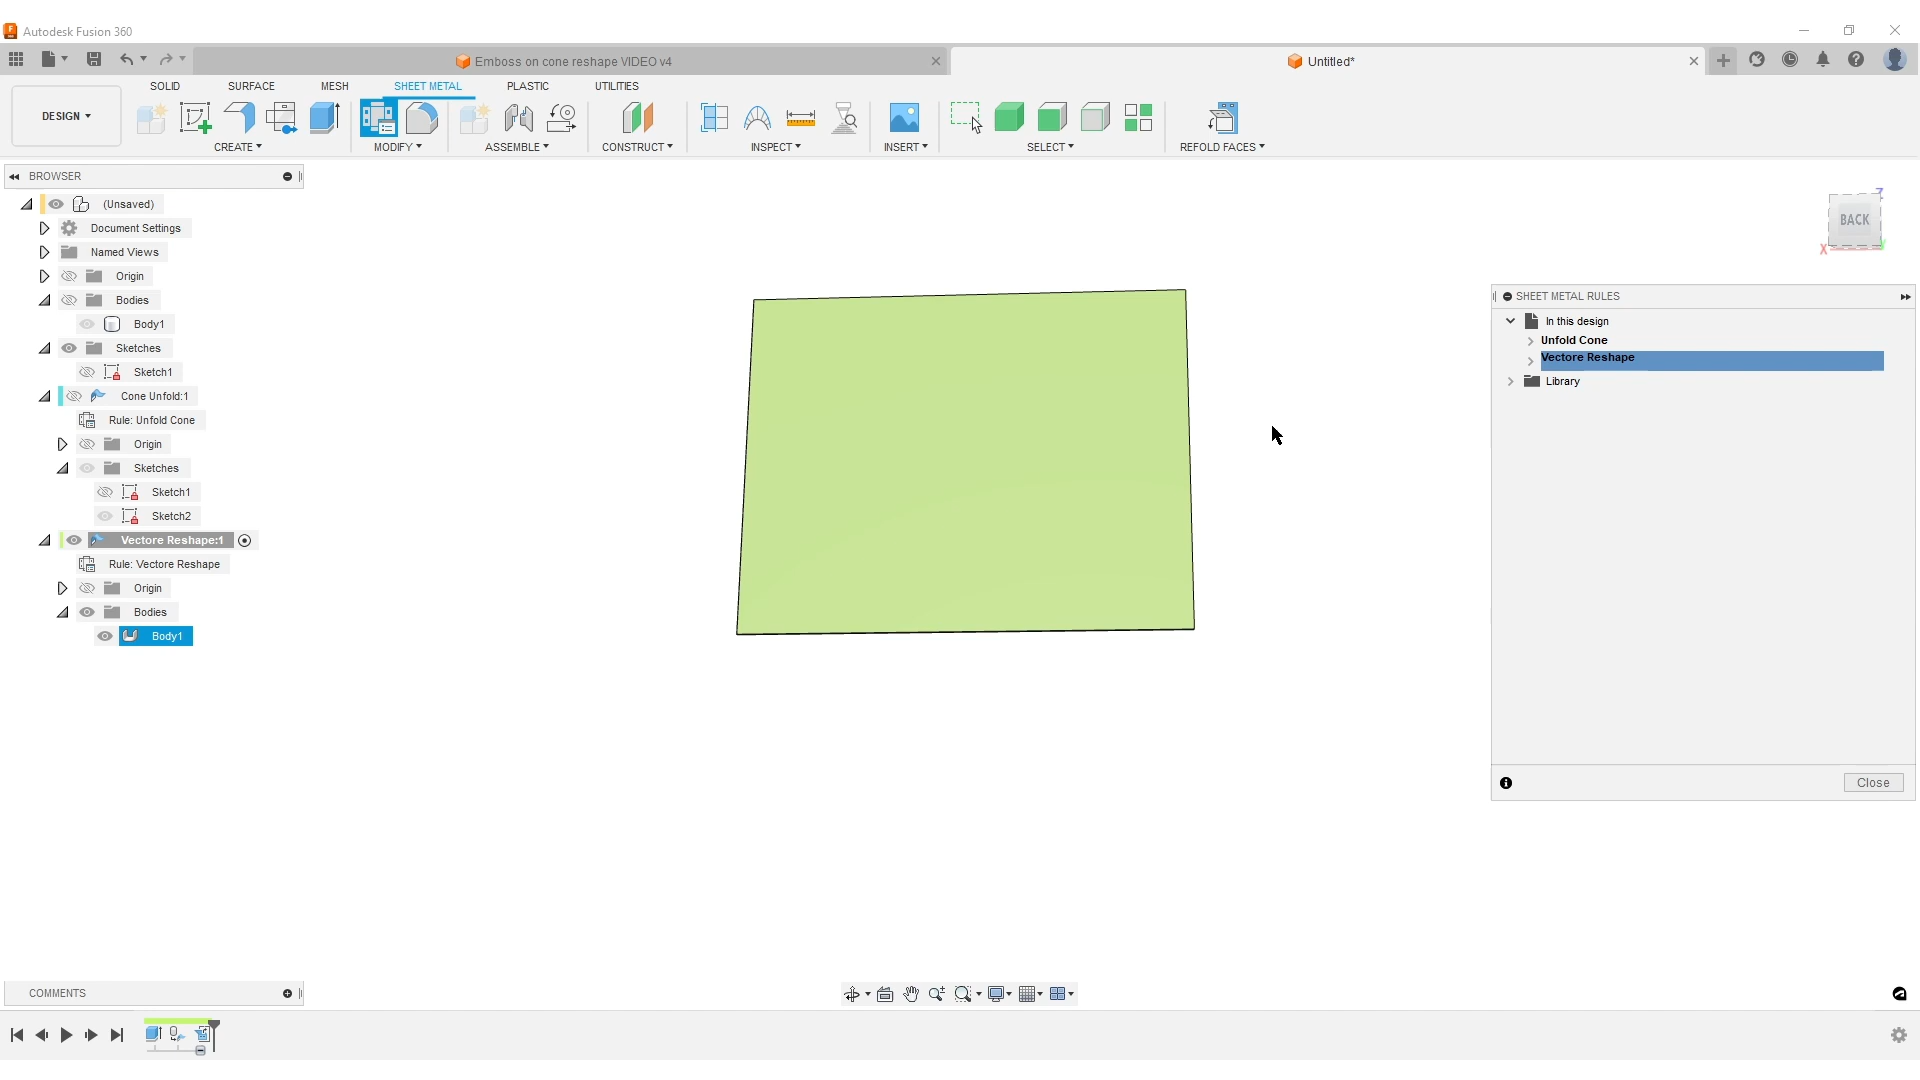 Autodesk Fusion 360
Emboss on cone reshape VIDEO v4
Untitled*
DESIGN
SOLID
SURFACE
MESH
SHEET METAL
PLASTIC
UTILITIES
CREATE
MODIFY
ASSEMBLE
CONSTRUCT
INSPECT
INSERT
SELECT
REFOLD FACES
BROWSER
(Unsaved)
Document Settings
Named Views
Origin
Bodies
Body1
Sketches
Sketch1
Cone Unfold:1
Rule: Unfold Cone
Origin
Sketches
Sketch1
Sketch2
Vectore Reshape:1
Rule: Vectore Reshape
Origin
Bodies
Body1
Z
BACK
X
SHEET METAL RULES
In this design
Unfold Cone
Vectore Reshape
Library
Close
COMMENTS